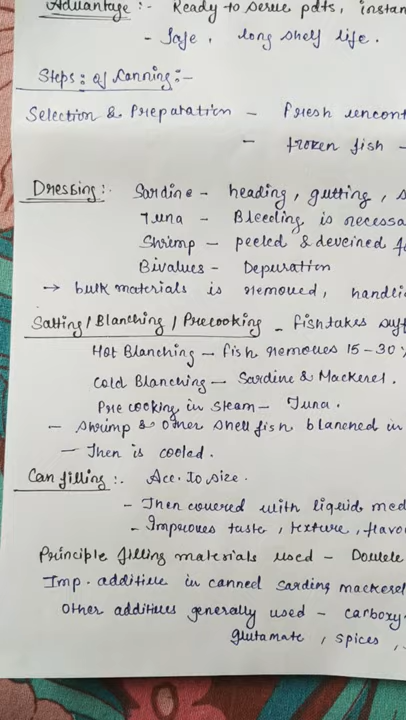 Advantage :- Ready to serve pdts, instan
- Safe, long shelf life.
Steps: of Canning:-
Selection & Preparation - Fresh uncont
- frozen fish -
Dressing:- Sardine - heading, gutting, s
Tuna - Bleeding is necessa
Shrimp - peeled & deveined f
Bivalves - Depuration
→ bulk materials is removed, handli
Salting/Blanching/Precooking - fish takes
Hot Blanching - fish removes 15-30%
Cold Blanching - Sardine & Mackerel.
Pre cooking in steam - Tuna.
- Shrimp & other shell fish blanched in
- Then is cooled.
Can filling:- Acc. To size.
- Then covered with liquid med
- Improves taste, texture, flavo
Principle filling materials used - Double
Imp. additive in canned sarding mackerel
Other additives generally used - carboxy
glutamate, spices,